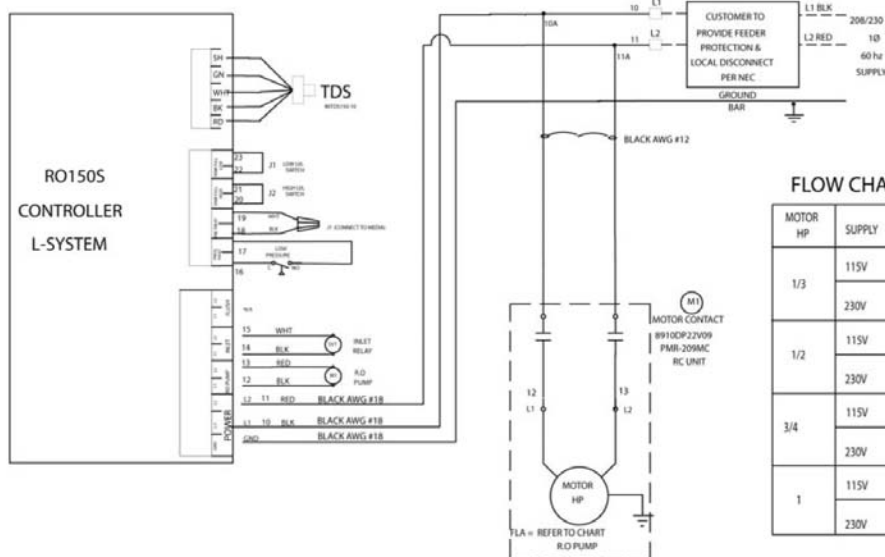 RO150S
CONTROLLER
L-SYSTEM
SH
GN
WHT
BK
RD
TDS
23
22
J1
LOW LVL
SWITCH
21
20
J2
HIGH LVL
SWITCH
19
WHT
18
BLK
17
LOW
PRESSURE
C
NO
16
FLUSH
N/A
INLET
15
WHT
14
BLK
INLET
RELAY
RO PUMP
13
RED
12
BLK
R.O
PUMP
POWER
L2
11
RED
BLACK AWG #18
L1
10
BLK
BLACK AWG #18
GND
BLACK AWG #18
10
L1
10A
11
L2
11A
CUSTOMER TO
PROVIDE FEEDER
PROTECTION &
LOCAL DISCONNECT
PER NEC
L1 BLK
L2 RED
208/230
1Ø
60 hz
SUPPLY
GROUND
BAR
BLACK AWG #12
M1
MOTOR CONTACT
8910DP22V09
PMR-209MC
RC UNIT
12
13
L1
L2
MOTOR
HP
FLA = REFER TO CHART
R.O PUMP
FLOW CHA
MOTOR
HP
SUPPLY
1/3
115V
230V
1/2
115V
230V
3/4
115V
230V
1
115V
230V